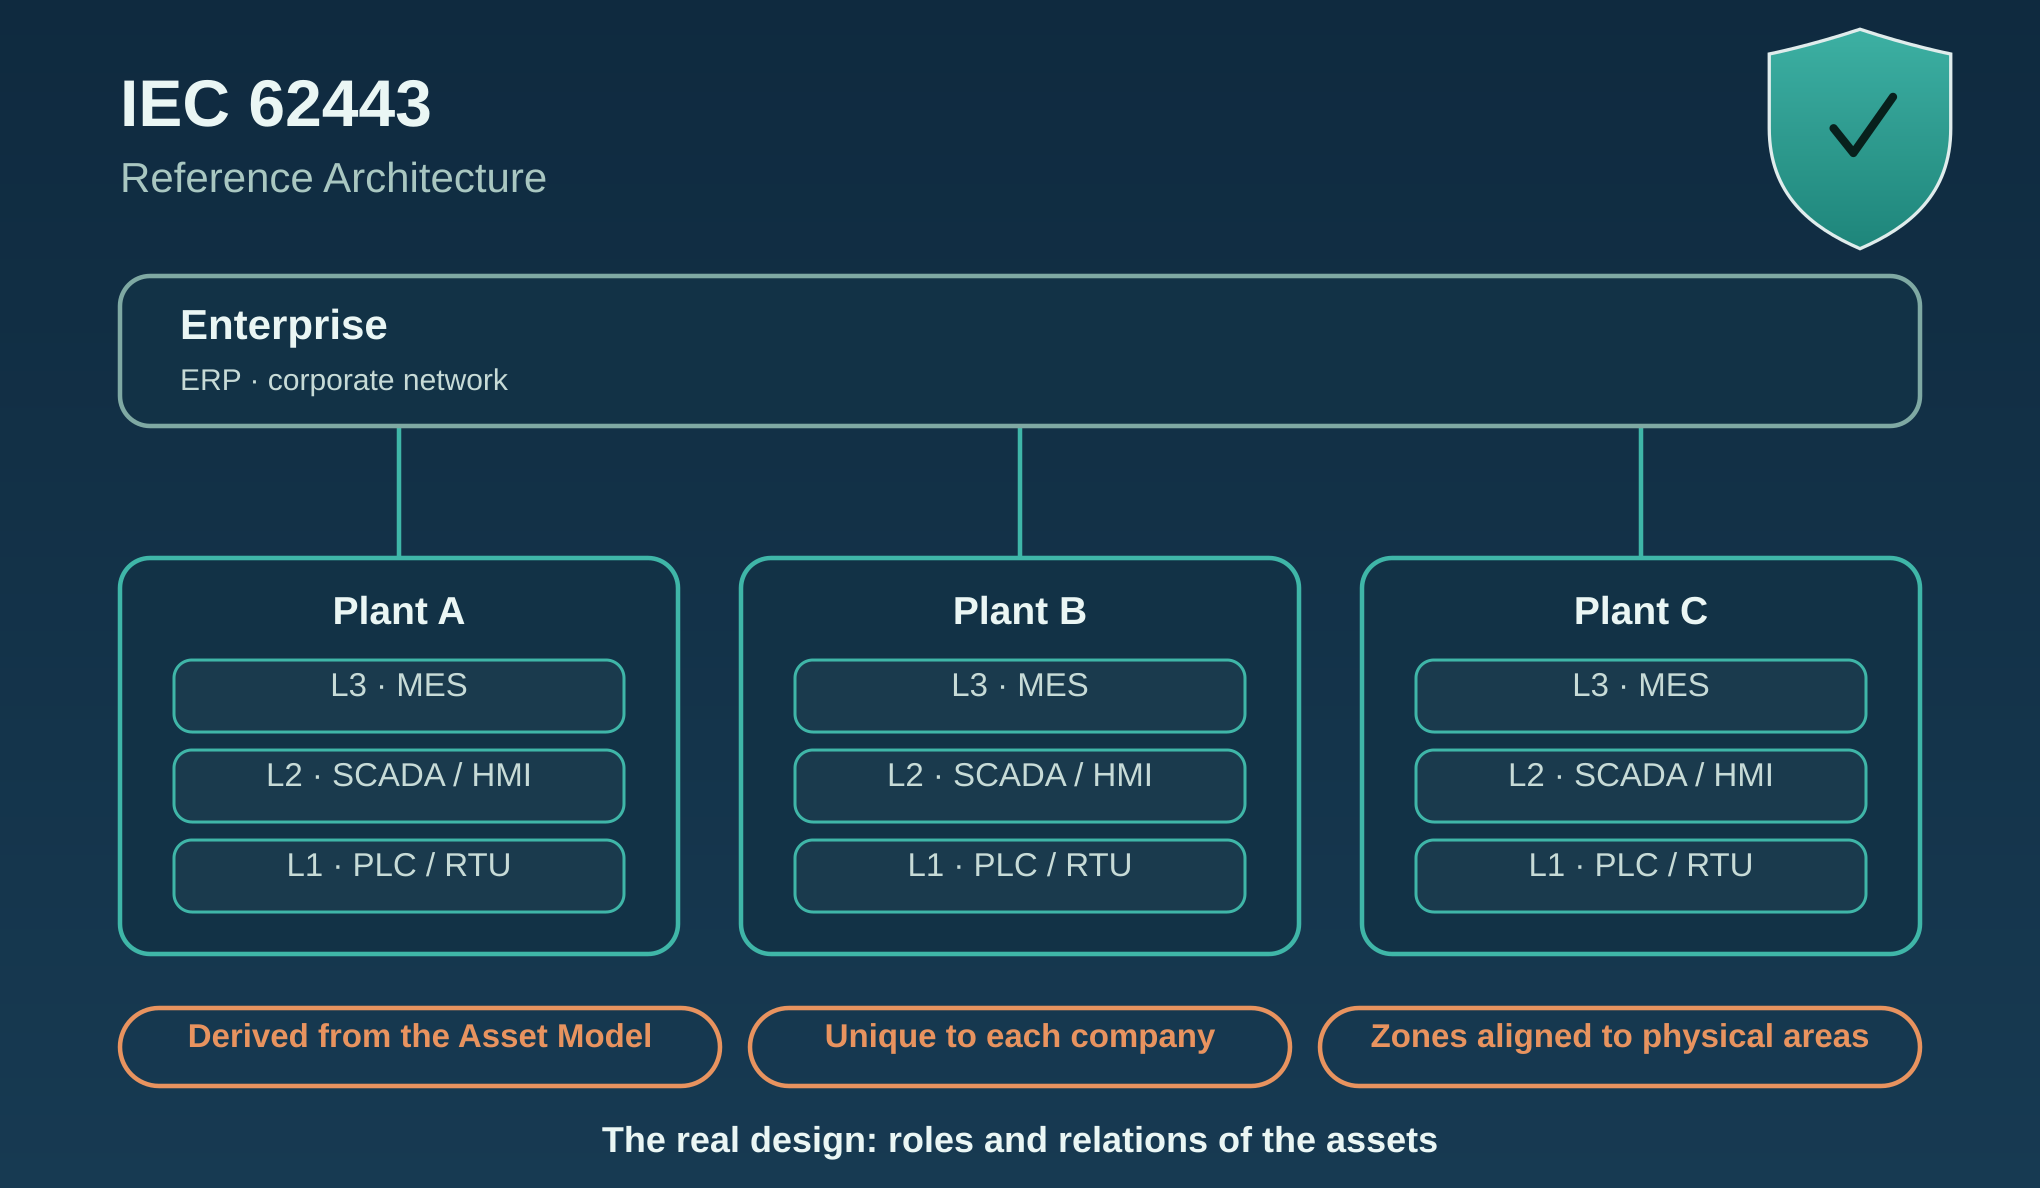 IEC 62443
Reference Architecture
Enterprise
ERP · corporate network
Plant A
L3 · MES
L2 · SCADA / HMI
L1 · PLC / RTU
Plant B
L3 · MES
L2 · SCADA / HMI
L1 · PLC / RTU
Plant C
L3 · MES
L2 · SCADA / HMI
L1 · PLC / RTU
Derived from the Asset Model
Unique to each company
Zones aligned to physical areas
The real design: roles and relations of the assets